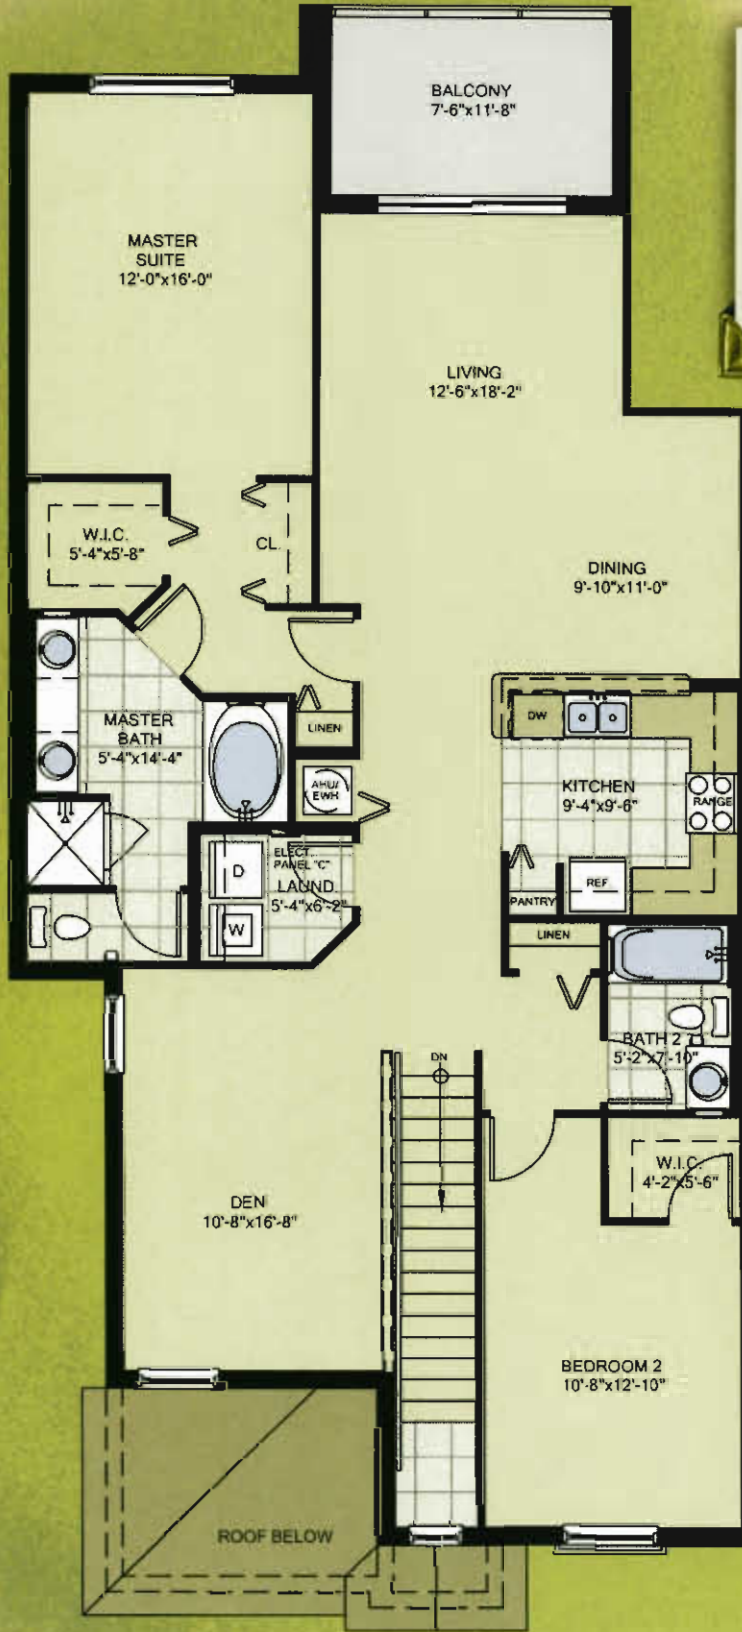 BALCONY
7'-6"x11'-8"
MASTER
SUITE
12'-0"x16'-0"
LIVING
12'-6"x18'-2"
W.I.C.
5'-4"x5'-8"
CL.
DINING
9'-10"x11'-0"
MASTER
BATH
5'-4"x14'-4"
LINEN
DW
AHU/
EWH
KITCHEN
9'-4"x9'-6"
RANGE
ELECT.
PANEL "C"
D
LAUND.
5'-4"x6'-2"
W
REF
PANTRY
LINEN
BATH 2
5'-2"x7'-10"
DN
W.I.C.
4'-2"x5'-6"
DEN
10'-8"x16'-8"
BEDROOM 2
10'-8"x12'-10"
ROOF BELOW